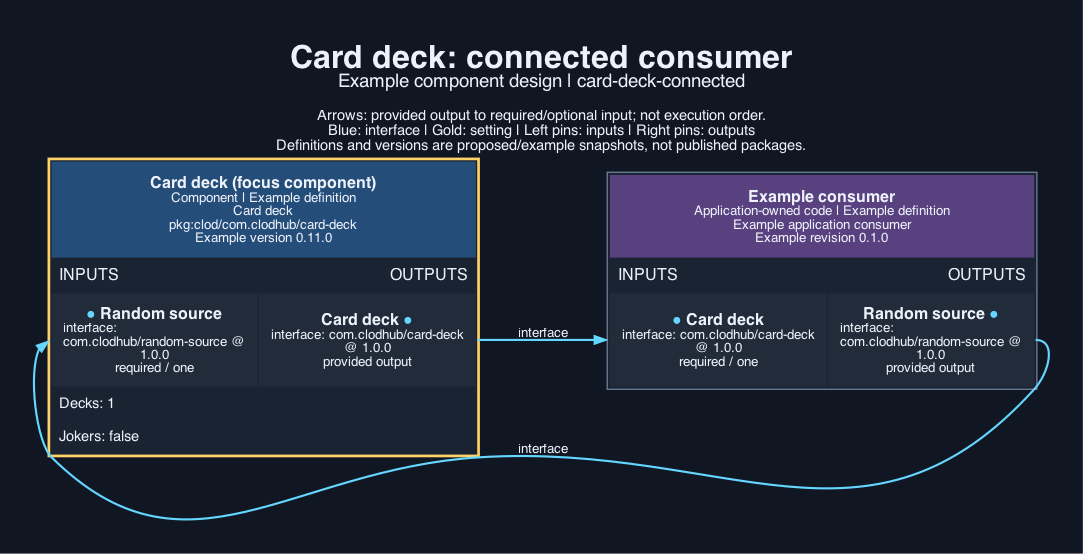 Card deck: connected consumer
Example component design | card-deck-connected
Arrows: provided output to required/optional input; not execution order.
Blue: interface | Gold: setting | Left pins: inputs | Right pins: outputs
Definitions and versions are proposed/example snapshots, not published packages.
Card deck (focus component)
Component | Example definition
Card deck
pkg:clod/com.clodhub/card-deck
Example version 0.11.0
INPUTS
OUTPUTS
Random source
interface:
com.clodhub/random-source @
1.0.0
required / one
Card deck
interface: com.clodhub/card-deck
@ 1.0.0
provided output
Decks: 1
Jokers: false
interface
Example consumer
Application-owned code | Example definition
Example application consumer
Example revision 0.1.0
INPUTS
OUTPUTS
Card deck
interface: com.clodhub/card-deck
@ 1.0.0
required / one
Random source
interface:
com.clodhub/random-source @
1.0.0
provided output
interface